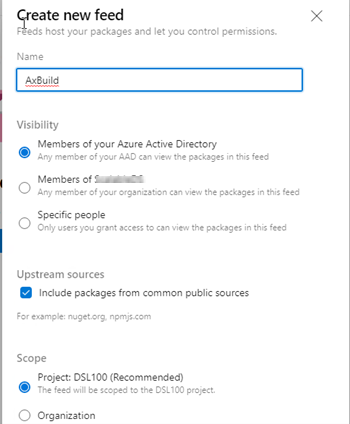 Create new feed
Feeds host your packages and let you control permissions.
Name
AxBuild
Visibility
Members of your Azure Active Directory
Any member of your AAD can view the packages in this feed
Members of
Any member of your organization can view the packages in this feed
Specific people
Only users you grant access to can view the packages in this feed
Upstream sources
Include packages from common public sources
For example: nuget.org, npmjs.com
Scope
Project: DSL100 (Recommended)
The feed will be scoped to the DSL100 project.
Organization